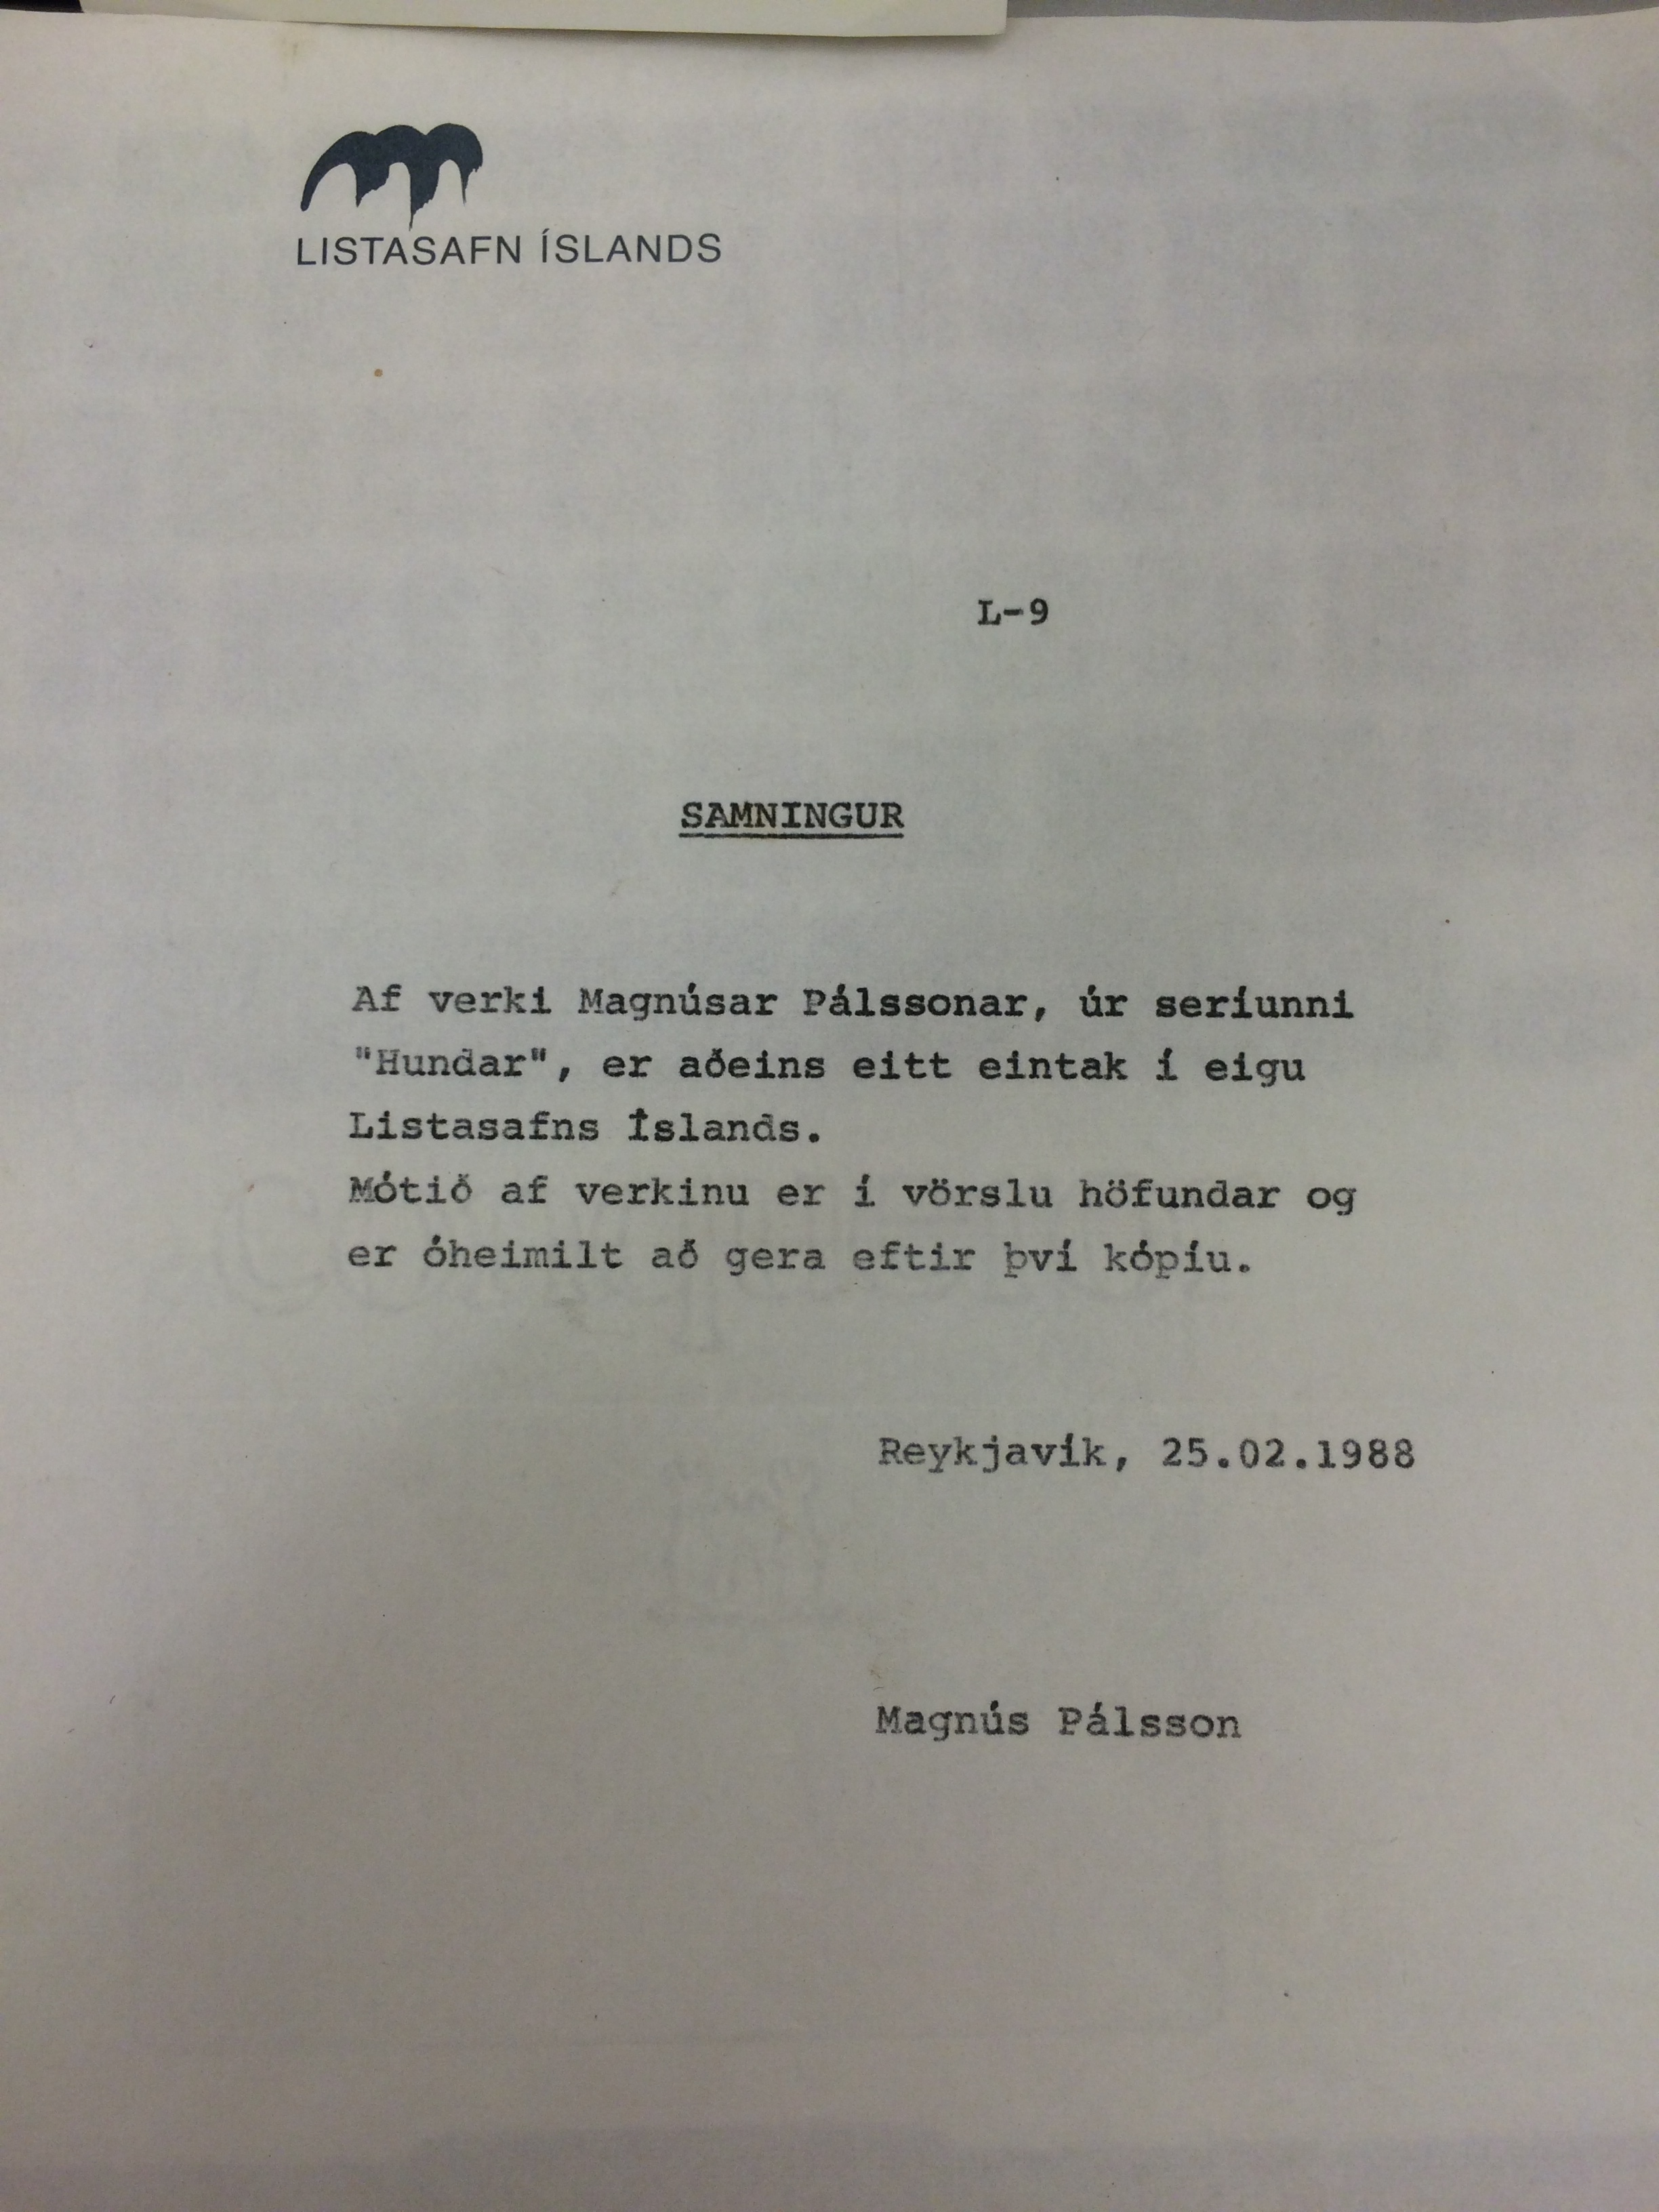 LISTASAFN ÍSLANDS
L-9
SAMNINGUR
Af verki Magnúsar Pálssonar, úr seríunni
"Hundar", er aðeins eitt eintak í eigu
Listasafns Íslands.
Mótið af verkinu er í vörslu höfundar og
er óheimilt að gera eftir því kópíu.
Reykjavík, 25.02.1988
Magnús Pálsson